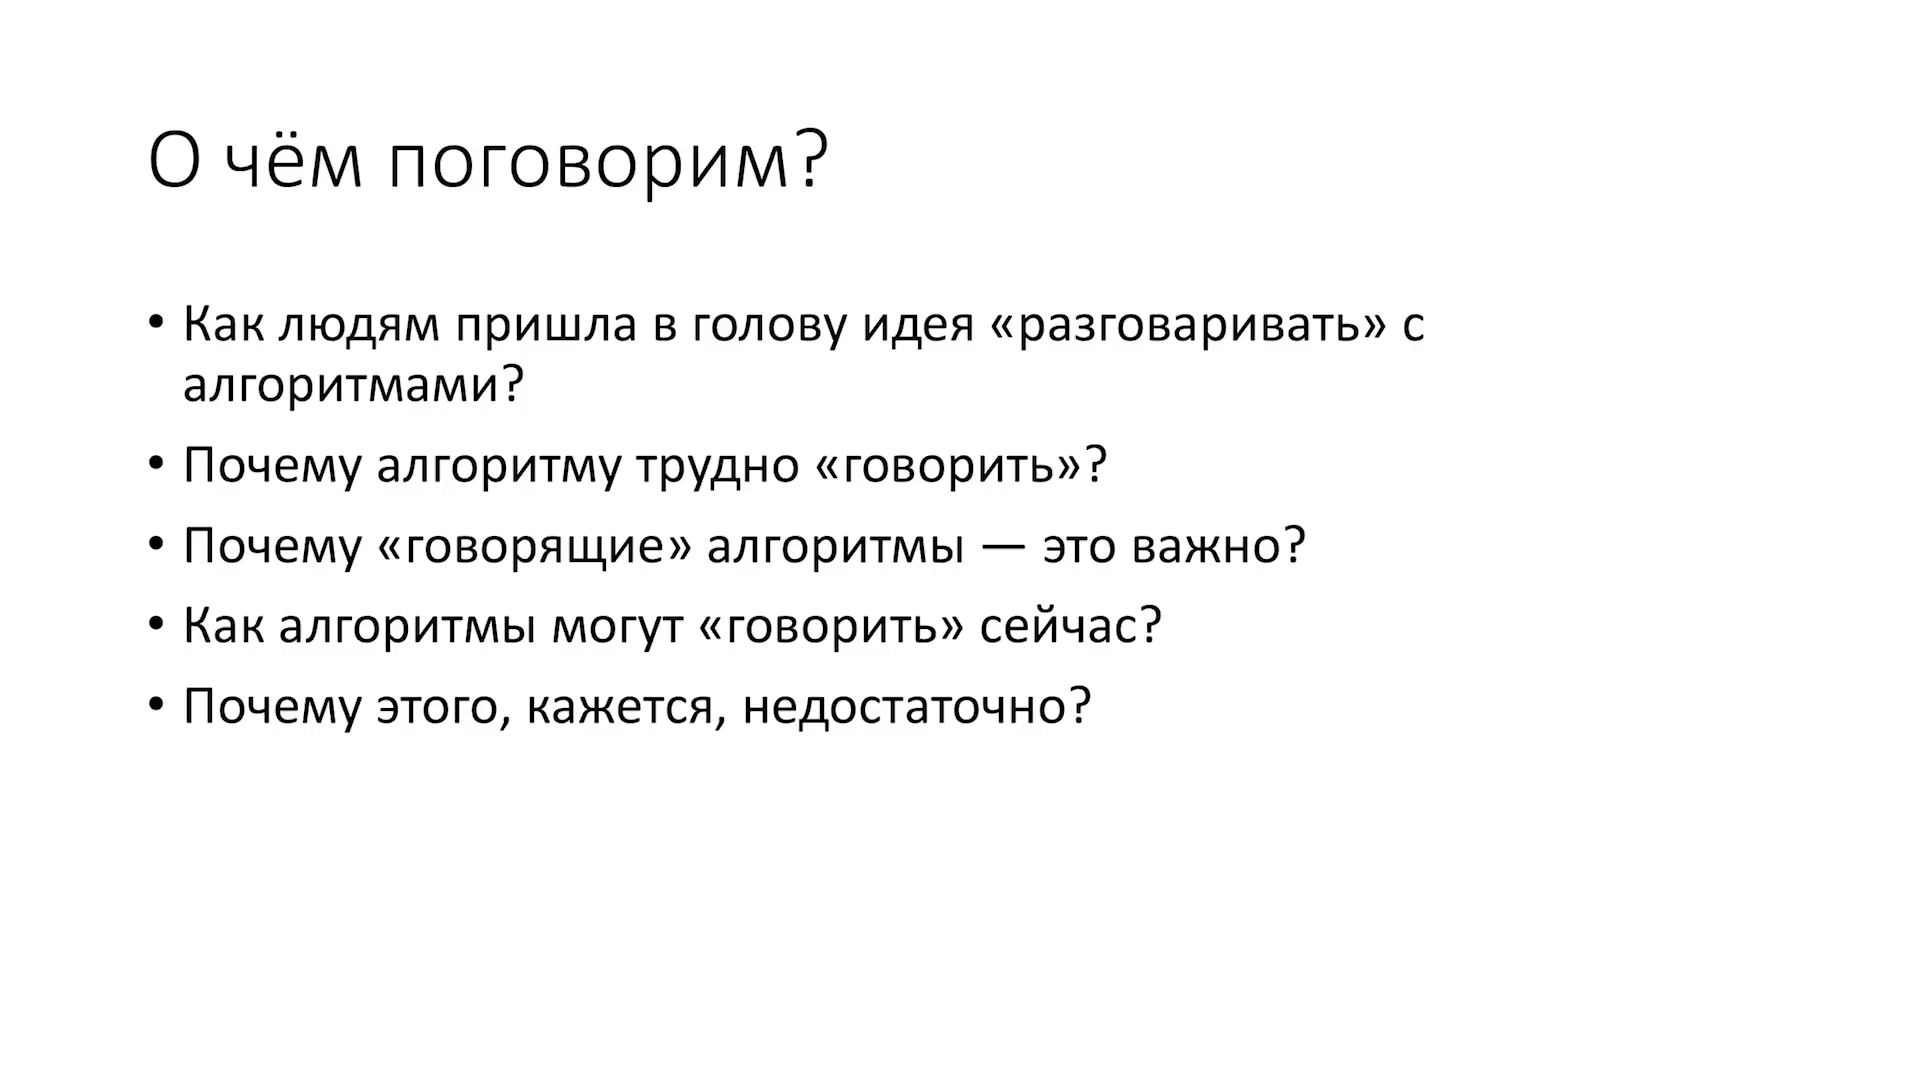 О чём поговорим?
• Как людям пришла в голову идея «разговаривать» с
алгоритмами?
• Почему алгоритму трудно «говорить»?
• Почему «говорящие» алгоритмы — это важно?
• Как алгоритмы могут «говорить» сейчас?
• Почему этого, кажется, недостаточно?